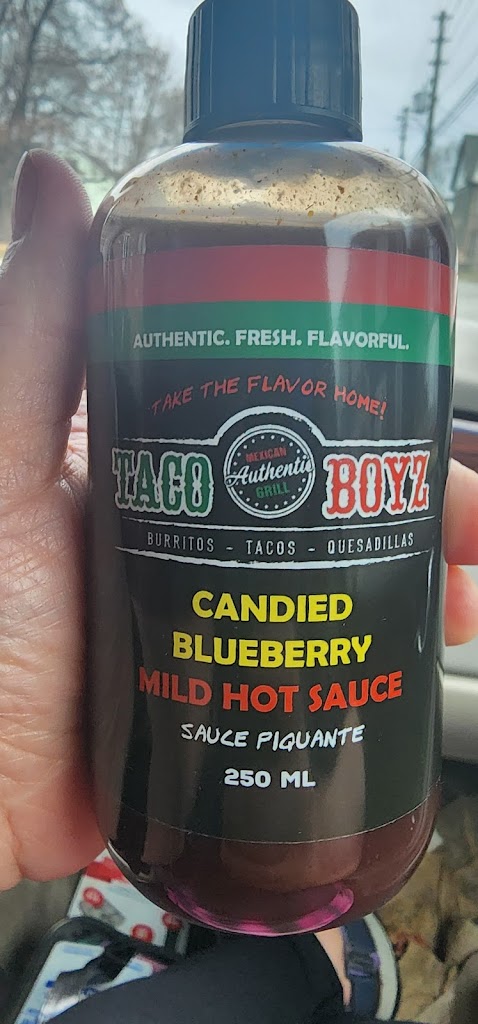 AUTHENTIC. FRESH. FLAVORFUL.
TAKE THE FLAVOR HOME!
TACO
MEXICAN
Authentic
GRILL
BOYZ
BURRITOS - TACOS - QUESADILLAS
CANDIED
BLUEBERRY
MILD HOT SAUCE
SAUCE PIQUANTE
250 ML